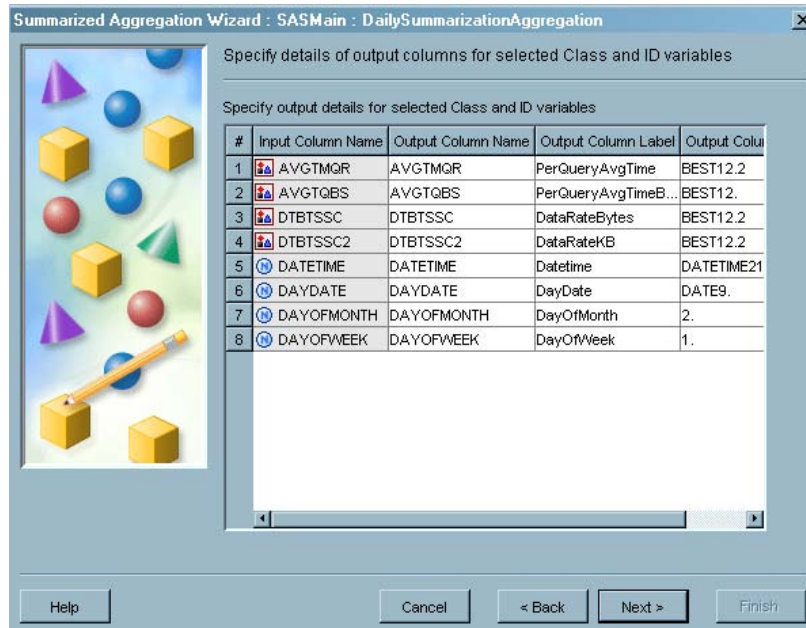 Summarized Aggregation Wizard : SASMain : DailySummarizationAggregation
Specify details of output columns for selected Class and ID variables
Specify output details for selected Class and ID variables
# Input Column Name Output Column Name Output Column Label Output Colu
1 AVGTMQR AVGTMQR PerQueryAvgTime BEST12.2
2 AVGTQBS AVGTQBS PerQueryAvgTimeB... BEST12.
3 DTBTSSC DTBTSSC DataRateBytes BEST12.2
4 DTBTSSC2 DTBTSSC2 DataRateKB BEST12.2
5 N DATETIME DATETIME Datetime DATETIME21
6 N DAYDATE DAYDATE DayDate DATE9.
7 N DAYOFMONTH DAYOFMONTH DayOfMonth 2.
8 N DAYOFWEEK DAYOFWEEK DayOfWeek 1.
Help Cancel < Back Next > Finish